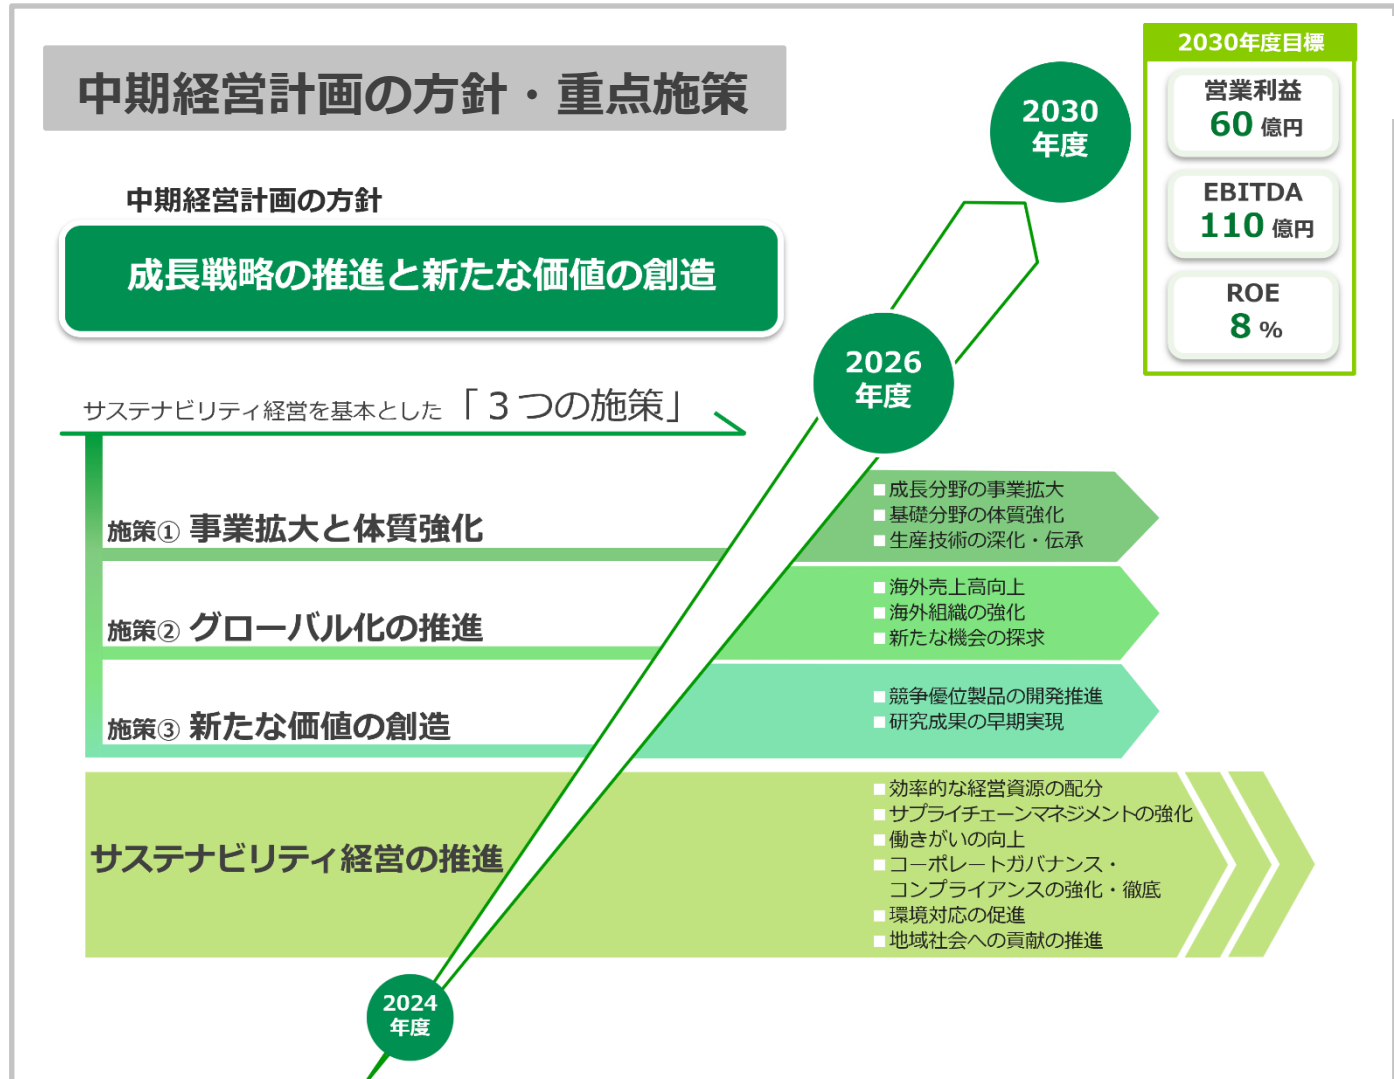 中期経営計画の方針・重点施策
2030年度目標
営業利益
60 億円
EBITDA
110 億円
ROE
8 %
2030
年度
中期経営計画の方針
成長戦略の推進と新たな価値の創造
2026
年度
サステナビリティ経営を基本とした「３つの施策」
施策① 事業拡大と体質強化
■成長分野の事業拡大
■基礎分野の体質強化
■生産技術の深化・伝承
施策② グローバル化の推進
■海外売上高向上
■海外組織の強化
■新たな機会の探求
施策③ 新たな価値の創造
■競争優位製品の開発推進
■研究成果の早期実現
サステナビリティ経営の推進
■効率的な経営資源の配分
■サプライチェーンマネジメントの強化
■働きがいの向上
■コーポレートガバナンス・
コンプライアンスの強化・徹底
■環境対応の促進
■地域社会への貢献の推進
2024
年度